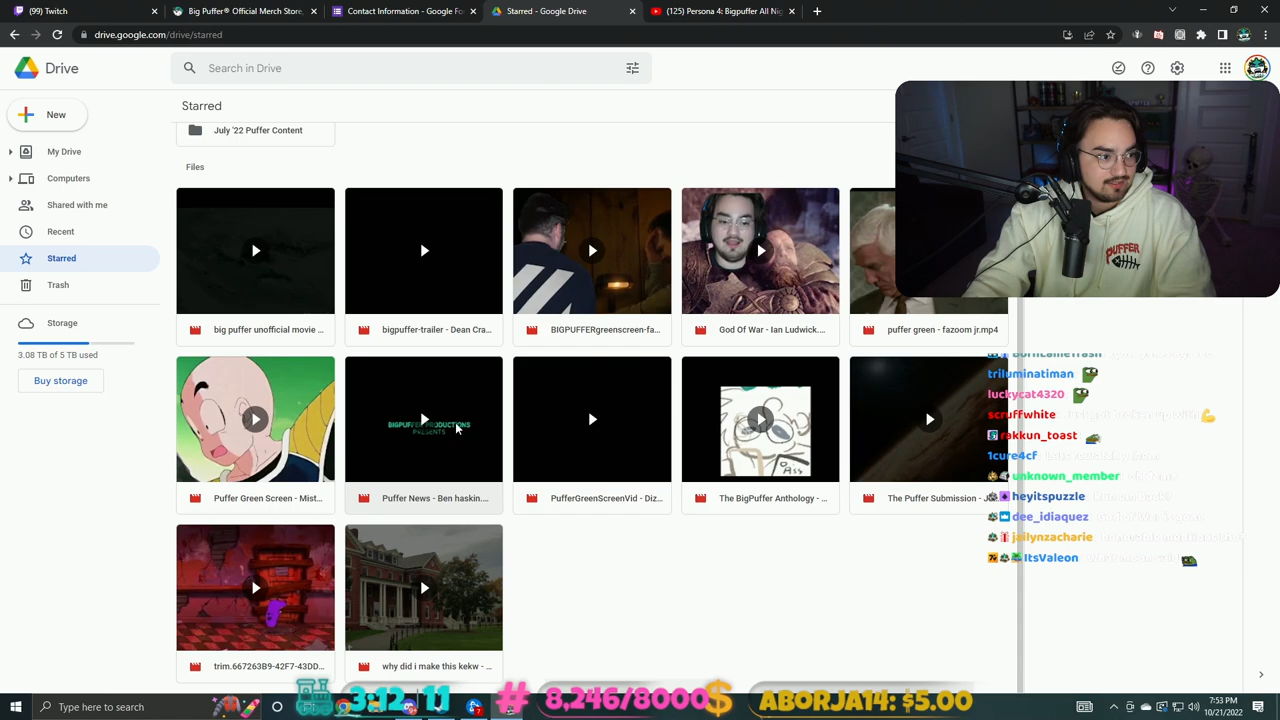 (99) Twitch
Big Puffer® Official Merch Store
Contact Information - Google Fo
Starred - Google Drive
(125) Persona 4: BigPuffer All Nig
drive.google.com/drive/starred
Drive
Search in Drive
New
Starred
My Drive
Computers
Shared with me
Recent
Starred
Trash
Storage
3.08 TB of 5 TB used
Buy storage
July '22 Puffer Content
Files
big puffer unofficial movie ...
bigpuffer-trailer - Dean Cra...
BIGPUFFERgreenscreen-fa...
God Of War - Ian Ludwick....
puffer green - fazoom jr.mp4
BIGPUFFER PRODUCTIONS
PRESENTS
Puffer Green Screen - Mist...
Puffer News - Ben haskin....
PufferGreenScreenVid - Diz...
The BigPuffer Anthology - ...
The Puffer Submission - J
trim.667263B9-42F7-43DD...
why did i make this kekw - ...
PUFFER
triluminatiman
luckycat4320
scruffwhite
rakkun_toast
1cure4cf
unknown_member
heyitspuzzle
dee_idiaquez
jailynzacharie
ItsValeon
3:12 11
# 8,246/8000
$ ABORJA14: $5.00
Type here to search
7:53 PM
10/21/2022